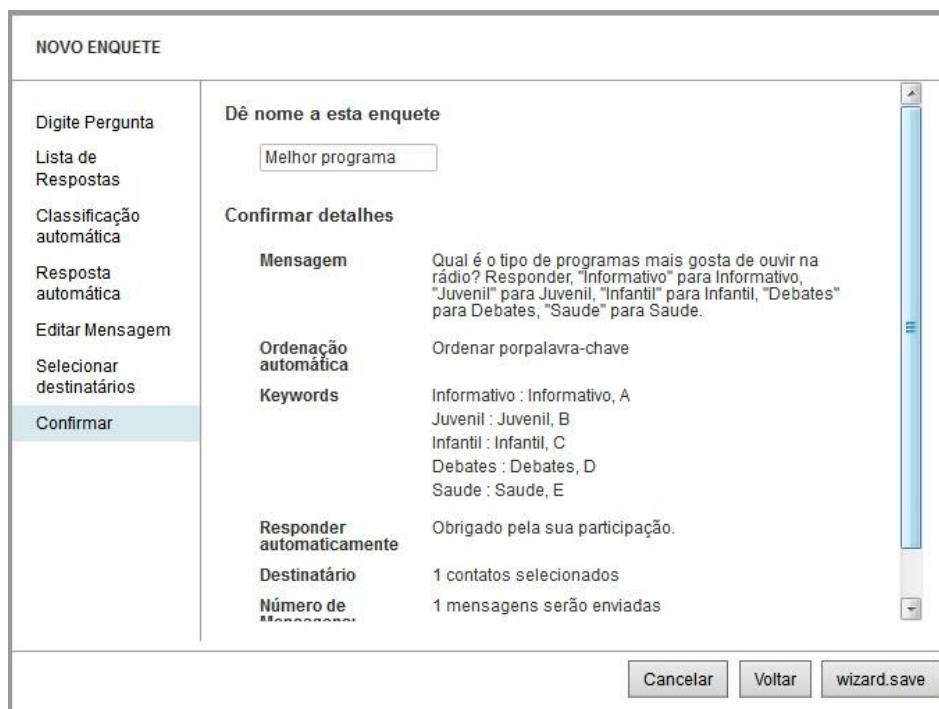 NOVO ENQUETE
Digite Pergunta
Lista de
Respostas
Classificação
automática
Resposta
automática
Editar Mensagem
Selecionar
destinatários
Confirmar
Dê nome a esta enquete
Melhor programa
Confirmar detalhes
Mensagem
Qual é o tipo de programas mais gosta de ouvir na
rádio? Responder, "Informativo" para Informativo,
"Juvenil" para Juvenil, "Infantil" para Infantil, "Debates"
para Debates, "Saude" para Saude.
Ordenação
automática
Ordenar porpalavra-chave
Keywords
Informativo : Informativo, A
Juvenil : Juvenil, B
Infantil : Infantil, C
Debates : Debates, D
Saude : Saude, E
Responder
automaticamente
Obrigado pela sua participação.
Destinatário
1 contatos selecionados
Número de
Mensagens:
1 mensagens serão enviadas
Cancelar
Voltar
wizard.save